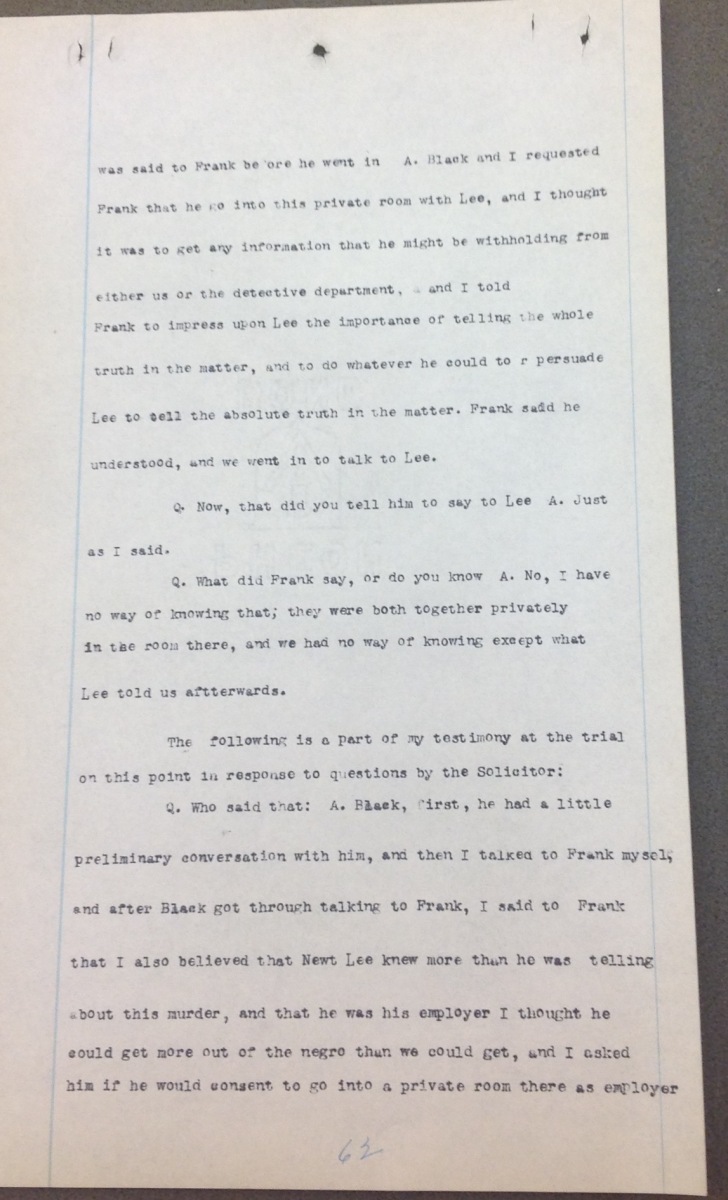 was said to Frank before he went in A. Black and I requested
Frank that he go into this private room with Lee, and I thought
it was to get any information that he might be withholding from
either us or the detective department, and I told
Frank to impress upon Lee the importance of telling the whole
truth in the matter, and to do whatever he could to r persuade
Lee to tell the absolute truth in the matter. Frank said he
understood, and we went in to talk to Lee.
Q. Now, that did you tell him to say to Lee A. Just
as I said.
Q. What did Frank say, or do you know A. No, I have
no way of knowing that; they were both together privately
in the room there, and we had no way of knowing except what
Lee told us aftterwards.
The following is a part of my testimony at the trial
on this point in response to questions by the Solicitor:
Q. Who said that: A. Black, first, he had a little
preliminary conversation with him, and then I talked to Frank myself,
and after Black got through talking to Frank, I said to Frank
that I also believed that Newt Lee knew more than he was telling
about this murder, and that he was his employer I thought he
could get more out of the negro than we could get, and I asked
him if he would consent to go into a private room there as employer
62